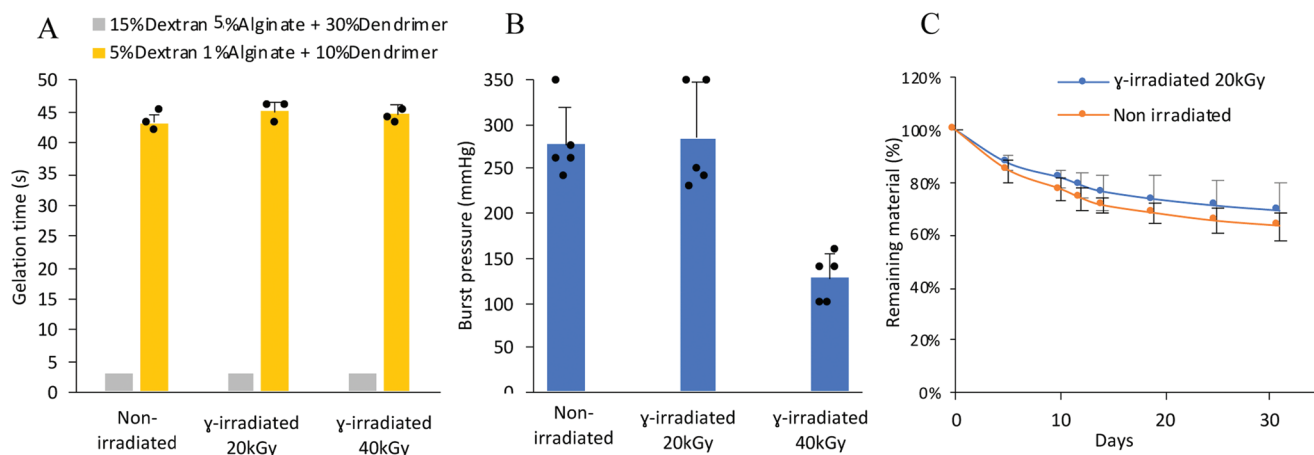 A
15%Dextran 5%Alginate + 30%Dendrimer
5%Dextran 1%Alginate + 10%Dendrimer
Gelation time (s)
50
45
40
35
30
25
20
15
10
5
0
Non-
irradiated
ɣ-irradiated
20kGy
ɣ-irradiated
40kGy
B
Burst pressure (mmHg)
350
300
250
200
150
100
50
0
Non-
irradiated
ɣ-irradiated
20kGy
ɣ-irradiated
40kGy
C
ɣ-irradiated 20kGy
Non irradiated
Remaining material (%)
120%
100%
80%
60%
40%
20%
0%
0
10
20
30
Days